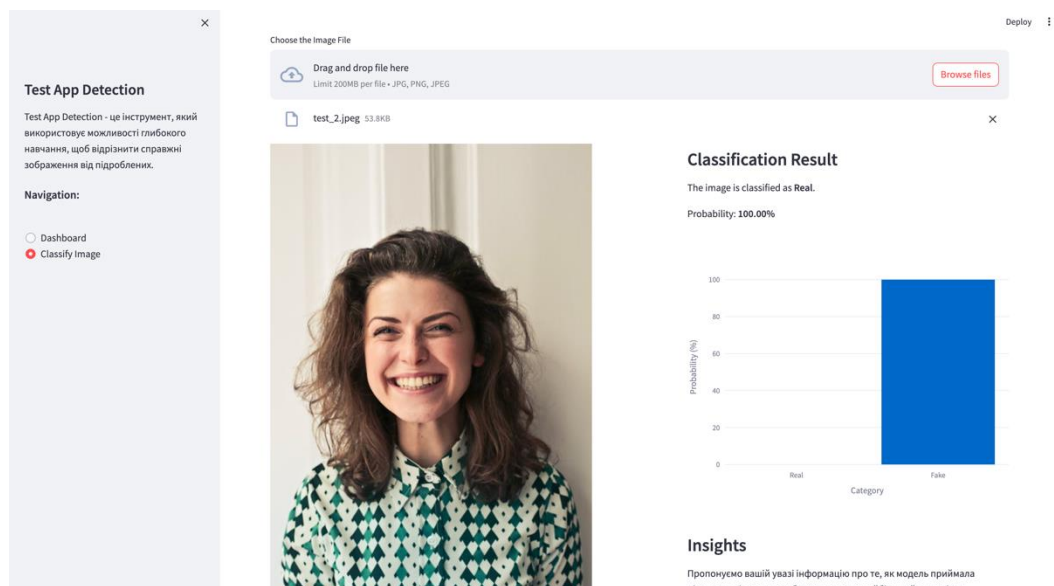 Deploy
Test App Detection
Test App Detection - це інструмент, який
використовує можливості глибокого
навчання, щоб відрізнити справжні
зображення від підроблених.
Navigation:
Dashboard
Classify Image
Choose the Image File
Drag and drop file here
Limit 200MB per file • JPG, PNG, JPEG
Browse files
test_2.jpeg 53.8KB
Classification Result
The image is classified as Real.
Probability: 100.00%
100
80
60
40
20
0
Probability (%)
Real
Fake
Category
Insights
Пропонуємо вашій увазі інформацію про те, як модель приймала